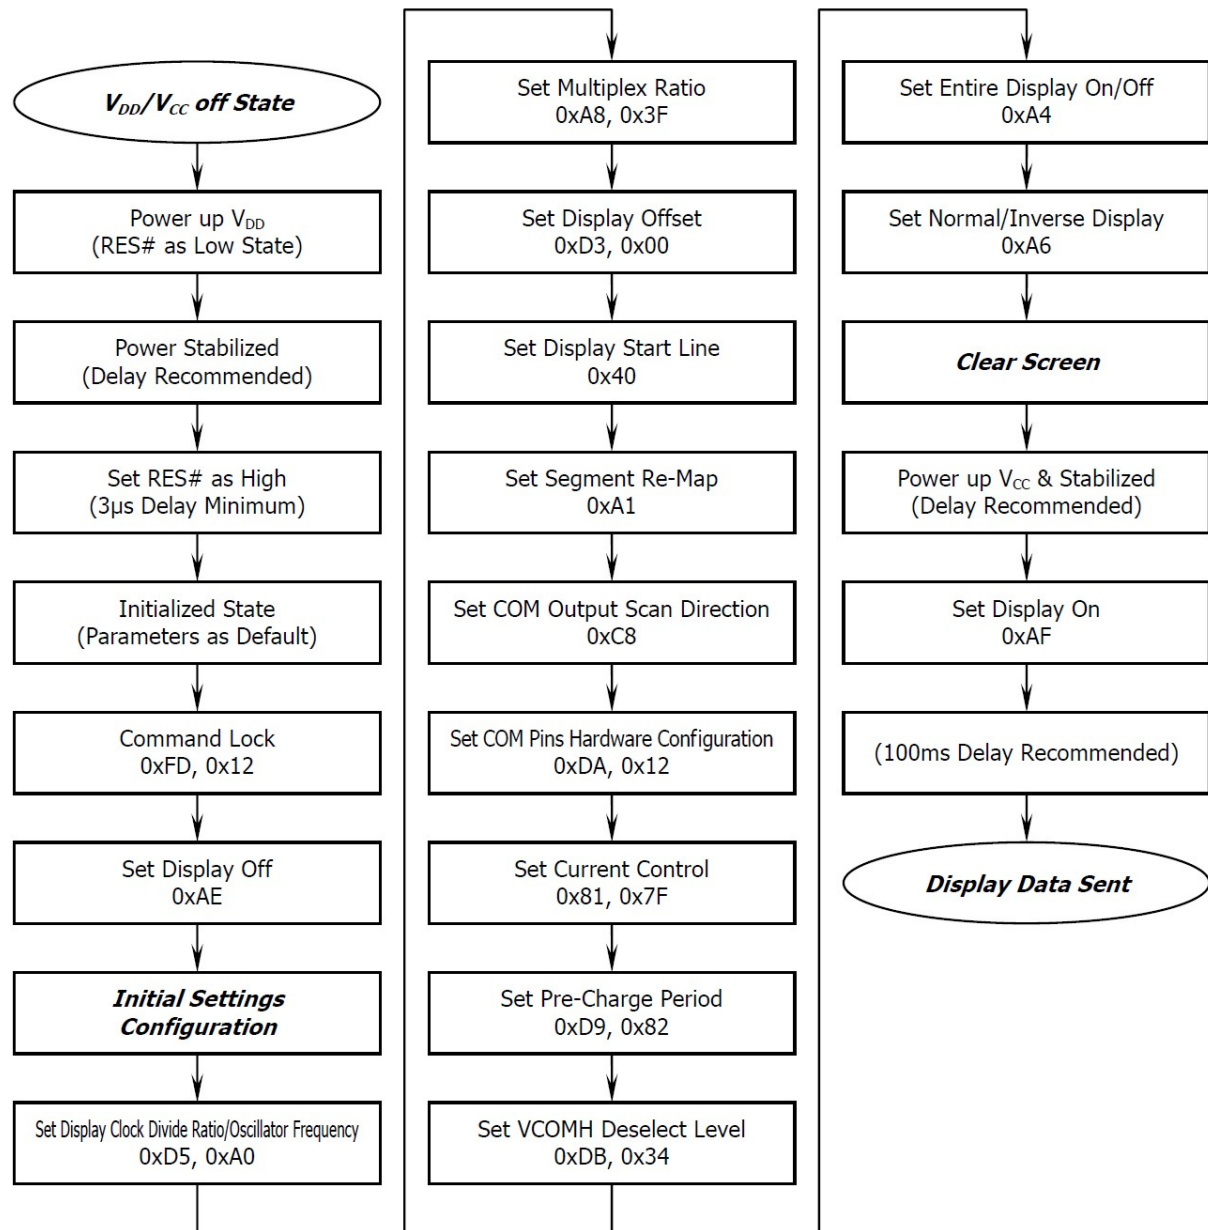 V_DD/V_CC off State
Power up V_DD
(RES# as Low State)
Power Stabilized
(Delay Recommended)
Set RES# as High
(3μs Delay Minimum)
Initialized State
(Parameters as Default)
Command Lock
0xFD, 0x12
Set Display Off
0xAE
Initial Settings
Configuration
Set Display Clock Divide Ratio/Oscillator Frequency
0xD5, 0xA0
Set Multiplex Ratio
0xA8, 0x3F
Set Display Offset
0xD3, 0x00
Set Display Start Line
0x40
Set Segment Re-Map
0xA1
Set COM Output Scan Direction
0xC8
Set COM Pins Hardware Configuration
0xDA, 0x12
Set Current Control
0x81, 0x7F
Set Pre-Charge Period
0xD9, 0x82
Set VCOMH Deselect Level
0xDB, 0x34
Set Entire Display On/Off
0xA4
Set Normal/Inverse Display
0xA6
Clear Screen
Power up V_CC & Stabilized
(Delay Recommended)
Set Display On
0xAF
(100ms Delay Recommended)
Display Data Sent